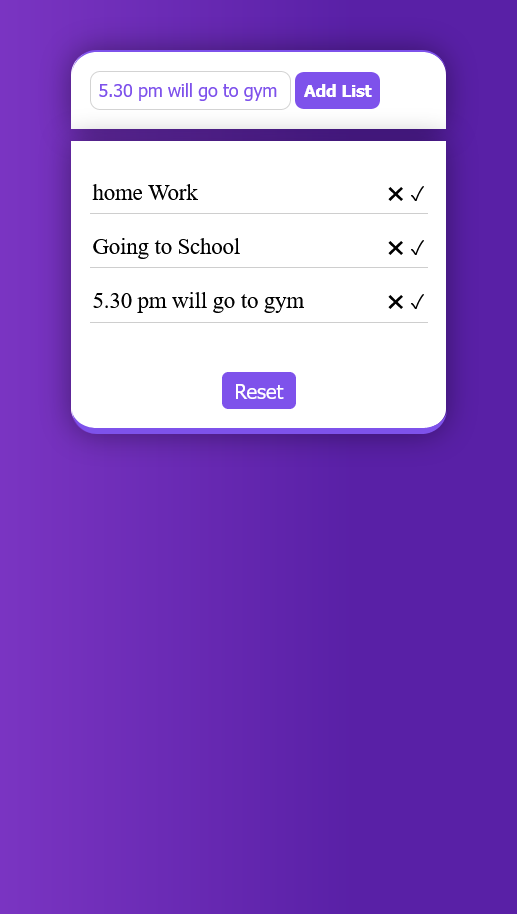 5.30 pm will go to gym Add List
home Work ✕ ✓
Going to School ✕ ✓
5.30 pm will go to gym ✕ ✓
Reset